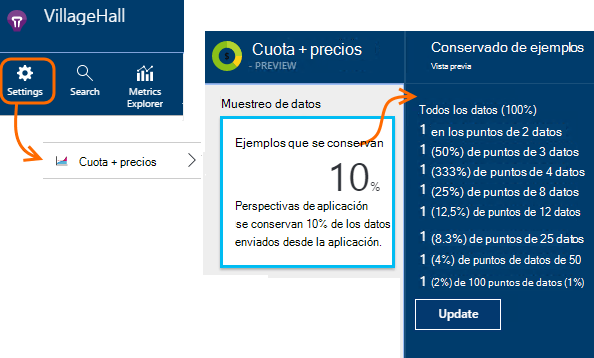 VillageHall
Settings
Search
Metrics
Explorer
Cuota + precios
Cuota + precios
- PREVIEW
Muestreo de datos
Ejemplos que se conservan
10%
Perspectivas de aplicación
se conservan 10% de los datos
enviados desde la aplicación.
Conservado de ejemplos
Vista previa
Todos los datos (100%)
1 en los puntos de 2 datos
1 (50%) de puntos de 3 datos
1 (333%) de puntos de 4 datos
1 (25%) de puntos de 8 datos
1 (12,5%) de puntos de 12 datos
1 (8.3%) de puntos de 25 datos
1 (4%) de puntos de datos de 50
1 (2%) de 100 puntos de datos (1%)
Update